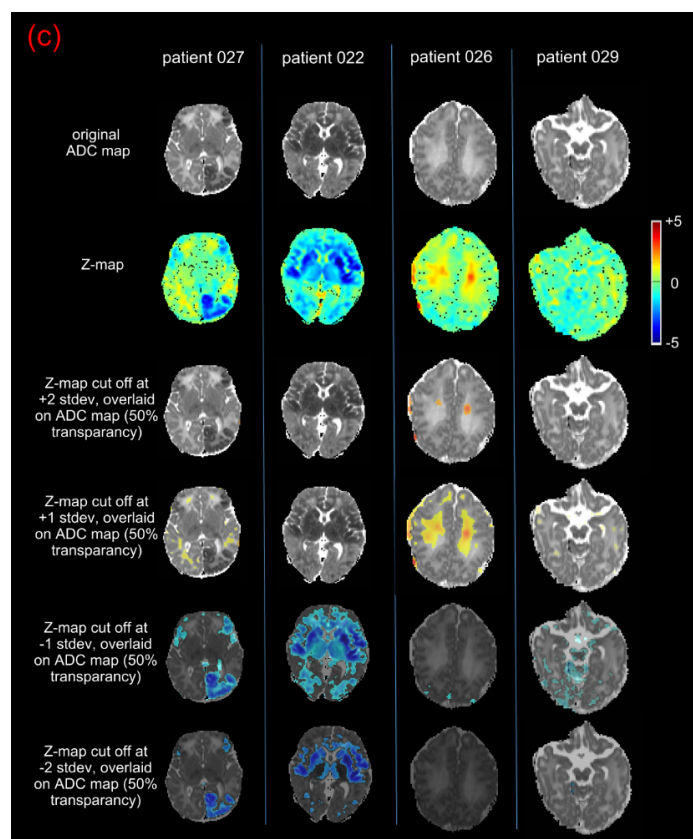 (c)
patient 027 patient 022 patient 026 patient 029
original
ADC map
Z-map
+5
0
-5
Z-map cut off at
+2 stdev, overlaid
on ADC map (50%
transparancy)
Z-map cut off at
+1 stdev, overlaid
on ADC map (50%
transparancy)
Z-map cut off at
-1 stdev, overlaid
on ADC map (50%
transparancy)
Z-map cut off at
-2 stdev, overlaid
on ADC map (50%
transparancy)